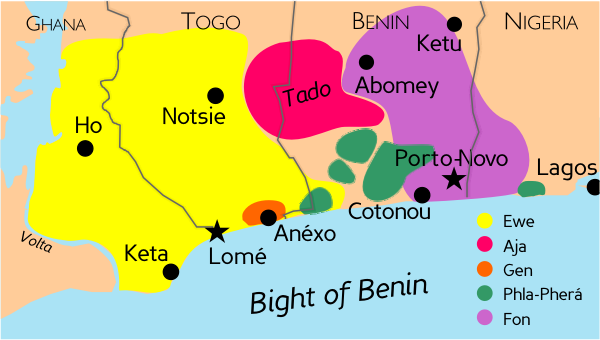 GHANA
TOGO
BENIN
NIGERIA
Ketu
Abomey
Tado
Notsie
Ho
Porto-Novo
Lagos
Cotonou
Anéxo
Volta
Keta
Lomé
Bight of Benin
Ewe
Aja
Gen
Phla-Pherá
Fon